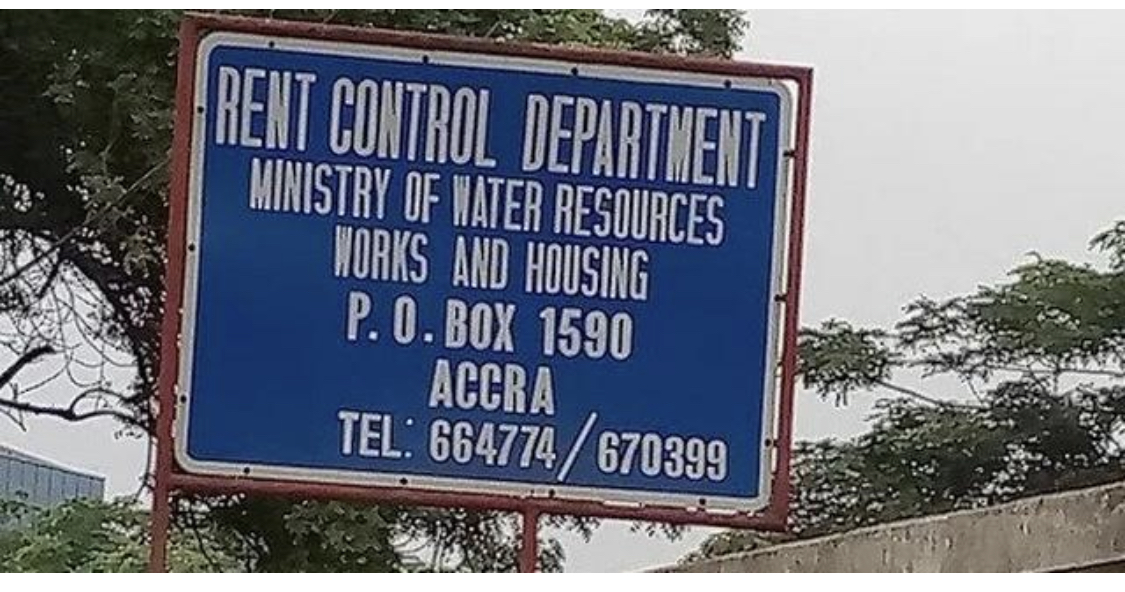 RENT CONTROL DEPARTMENT
MINISTRY OF WATER RESOURCES
WORKS AND HOUSING
P. O. BOX 1590
ACCRA
TEL: 664774/670399